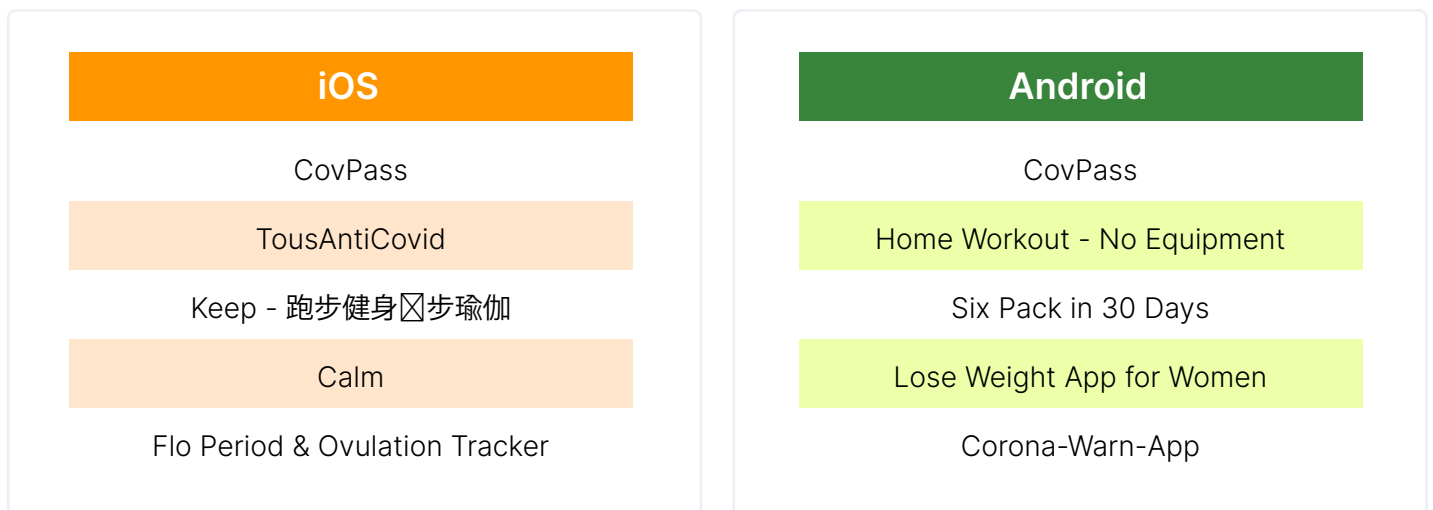 iOS
CovPass
TousAntiCovid
Keep - 跑步健身步瑜伽
Calm
Flo Period & Ovulation Tracker
Android
CovPass
Home Workout - No Equipment
Six Pack in 30 Days
Lose Weight App for Women
Corona-Warn-App